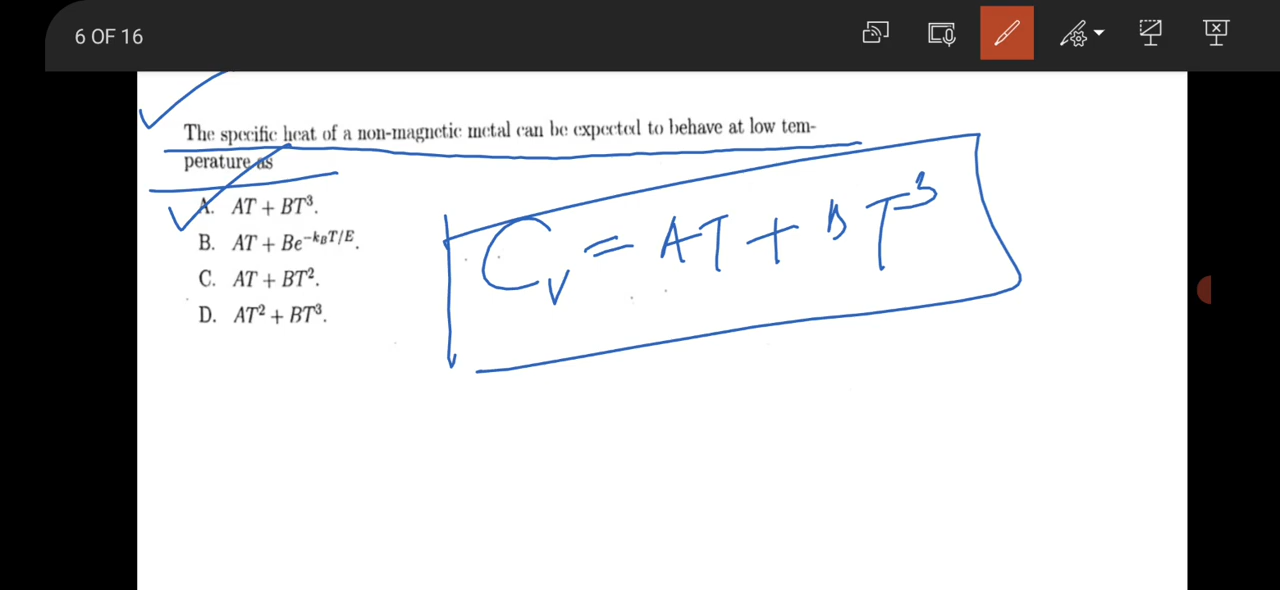 6 OF 16
The specific heat of a non-magnetic metal can be expected to behave at low tem-
perature as
A. AT + BT³.
B. AT + Be^{-k_BT/E}.
C. AT + BT².
D. AT² + BT³.
C_V = AT + BT³